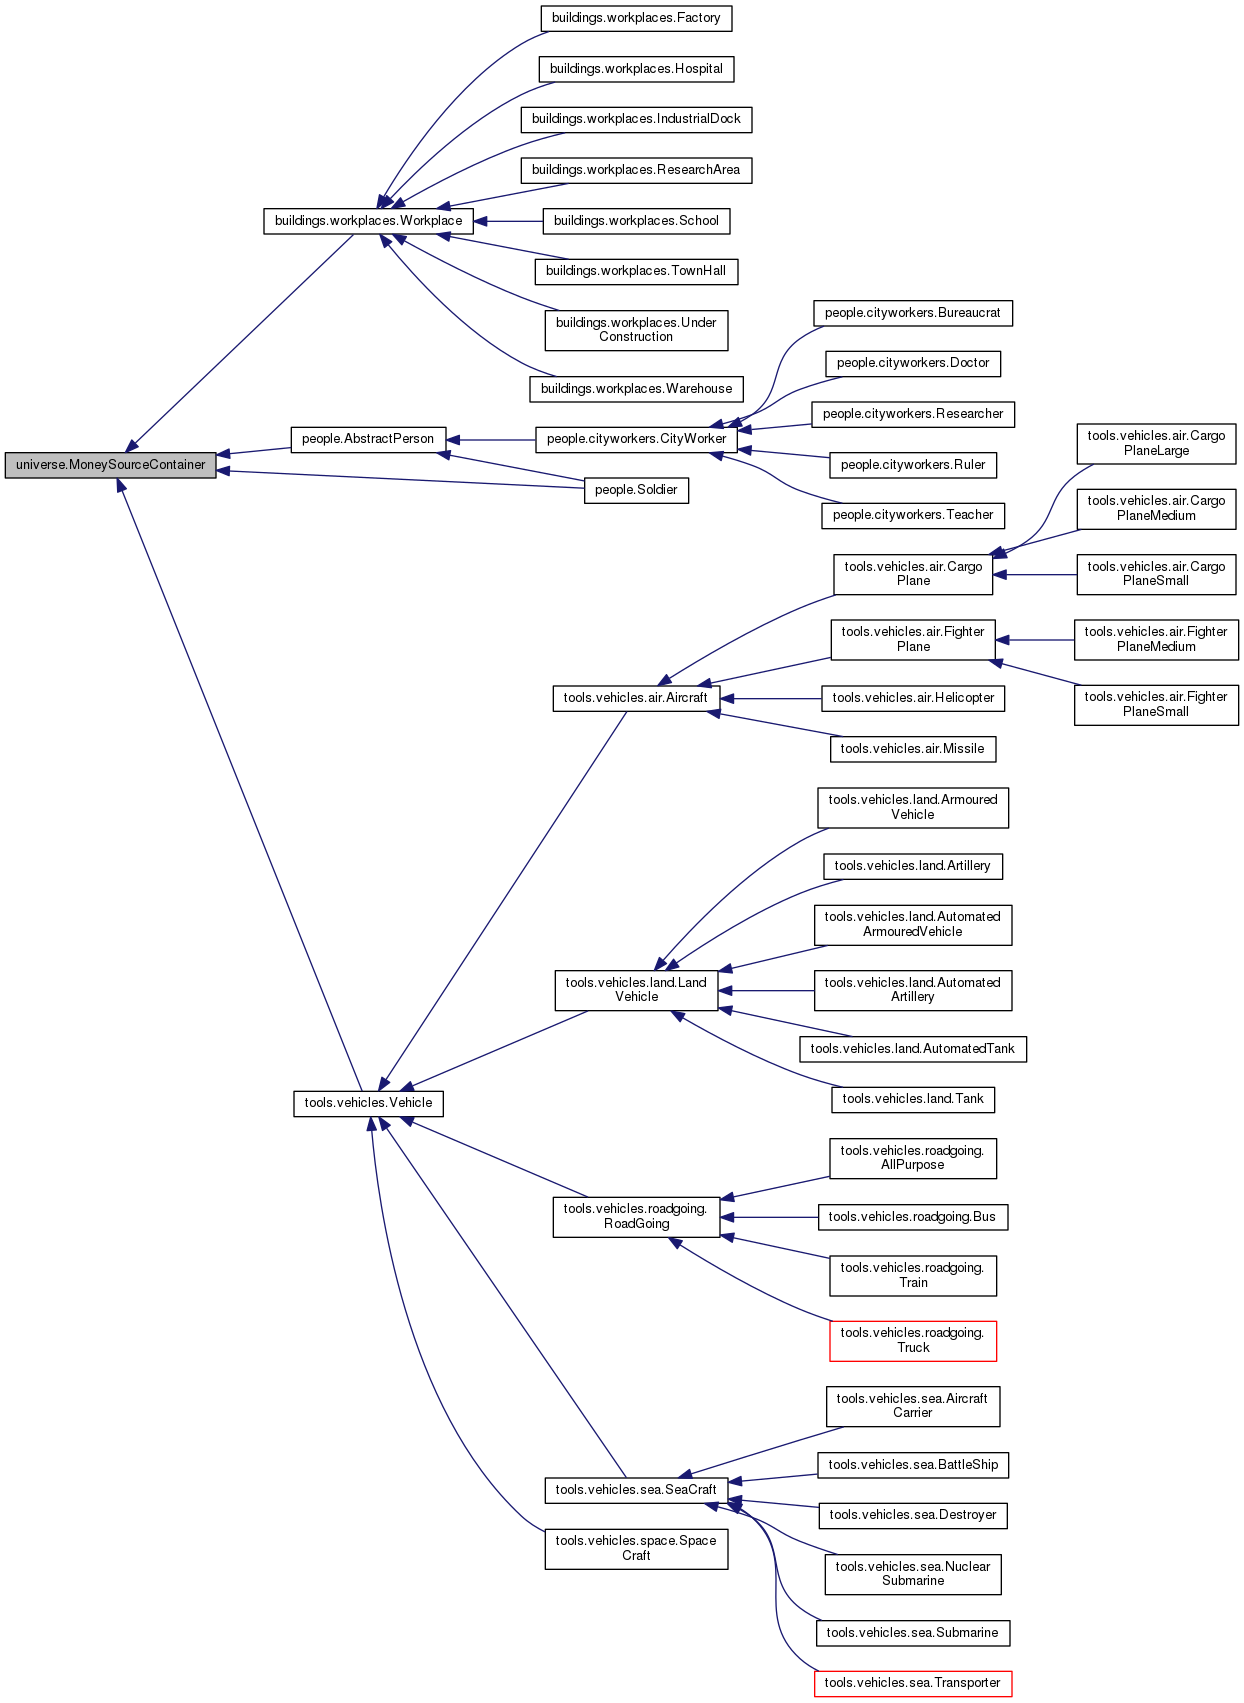 buildings.workplaces.Factory
buildings.workplaces.Hospital
buildings.workplaces.IndustrialDock
buildings.workplaces.ResearchArea
buildings.workplaces.Workplace
buildings.workplaces.School
buildings.workplaces.TownHall
buildings.workplaces.Under
Construction
buildings.workplaces.Warehouse
universe.MoneySourceContainer
people.AbstractPerson
people.cityworkers.CityWorker
people.Soldier
people.cityworkers.Bureaucrat
people.cityworkers.Doctor
people.cityworkers.Researcher
people.cityworkers.Ruler
people.cityworkers.Teacher
tools.vehicles.air.Cargo
PlaneLarge
tools.vehicles.air.Cargo
PlaneMedium
tools.vehicles.air.Cargo
Plane
tools.vehicles.air.Cargo
PlaneSmall
tools.vehicles.air.Fighter
Plane
tools.vehicles.air.Fighter
PlaneMedium
tools.vehicles.air.Fighter
PlaneSmall
tools.vehicles.air.Aircraft
tools.vehicles.air.Helicopter
tools.vehicles.air.Missile
tools.vehicles.land.Armoured
Vehicle
tools.vehicles.land.Artillery
tools.vehicles.land.Automated
ArmouredVehicle
tools.vehicles.land.Land
Vehicle
tools.vehicles.land.Automated
Artillery
tools.vehicles.land.AutomatedTank
tools.vehicles.land.Tank
tools.vehicles.Vehicle
tools.vehicles.roadgoing.
AllPurpose
tools.vehicles.roadgoing.
RoadGoing
tools.vehicles.roadgoing.Bus
tools.vehicles.roadgoing.
Train
tools.vehicles.roadgoing.
Truck
tools.vehicles.sea.Aircraft
Carrier
tools.vehicles.sea.BattleShip
tools.vehicles.sea.SeaCraft
tools.vehicles.sea.Destroyer
tools.vehicles.space.Space
Craft
tools.vehicles.sea.Nuclear
Submarine
tools.vehicles.sea.Submarine
tools.vehicles.sea.Transporter